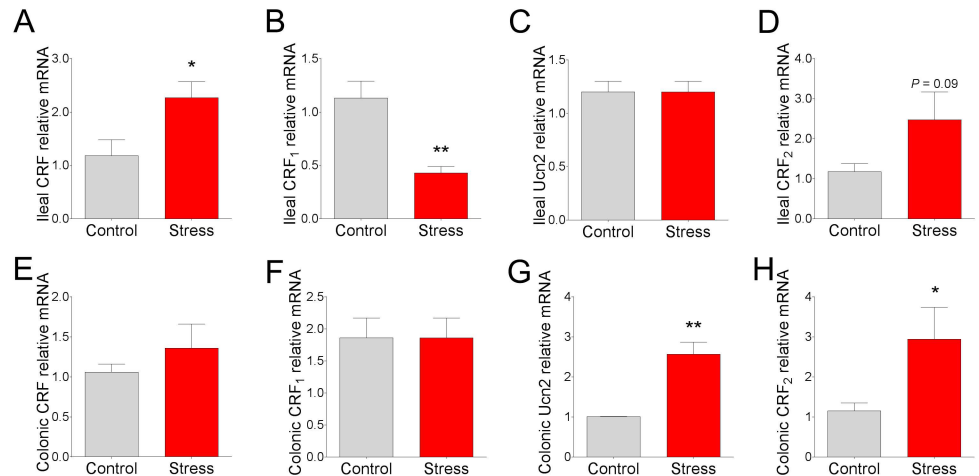 A
Ileal CRF relative mRNA
3.0
2.0
1.0
0.0
*
Control
Stress
B
Ileal CRF1 relative mRNA
1.5
1.0
0.5
0.0
**
Control
Stress
C
Ileal Ucn2 relative mRNA
1.5
1.0
0.5
0.0
Control
Stress
D
Ileal CRF2 relative mRNA
4.0
3.0
2.0
1.0
0.0
P = 0.09
Control
Stress
E
Colonic CRF relative mRNA
2.0
1.5
1.0
0.5
0.0
Control
Stress
F
Colonic CRF1 relative mRNA
2.5
2.0
1.5
1.0
0.5
0.0
Control
Stress
G
Colonic Ucn2 relative mRNA
4
3
2
1
0
**
Control
Stress
H
Colonic CRF2 relative mRNA
4
3
2
1
0
*
Control
Stress